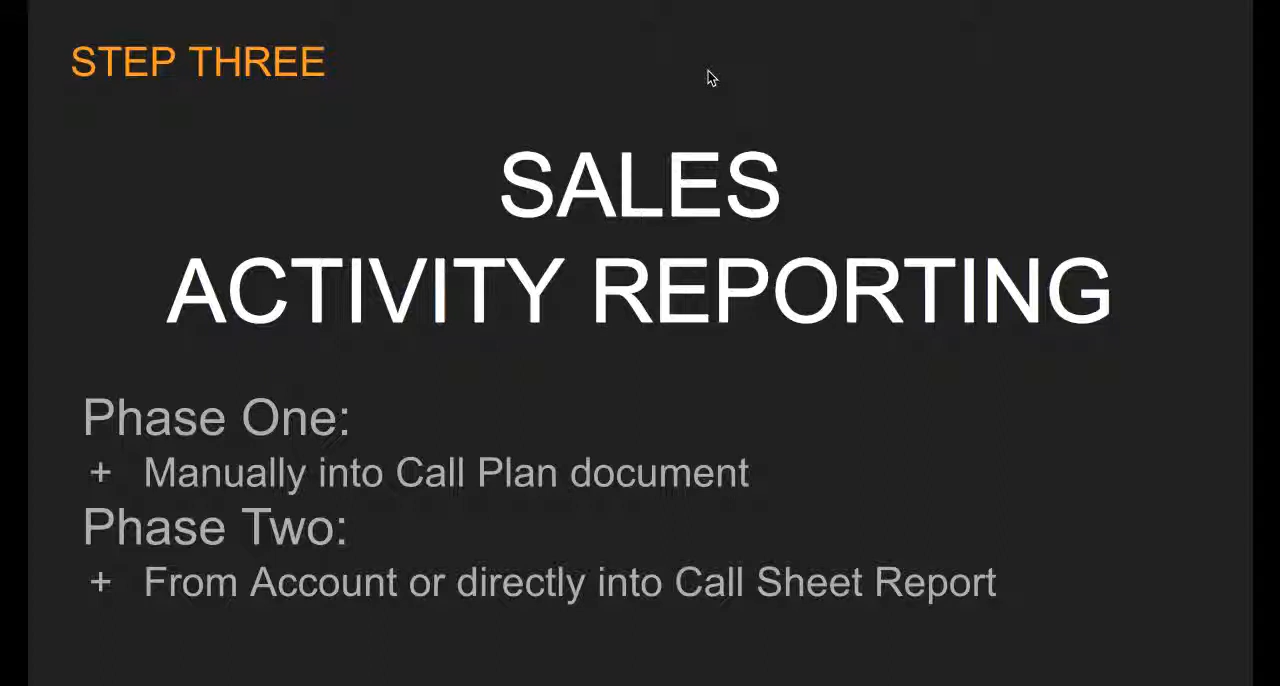 STEP THREE
SALES
ACTIVITY REPORTING
Phase One:
+ Manually into Call Plan document
Phase Two:
+ From Account or directly into Call Sheet Report